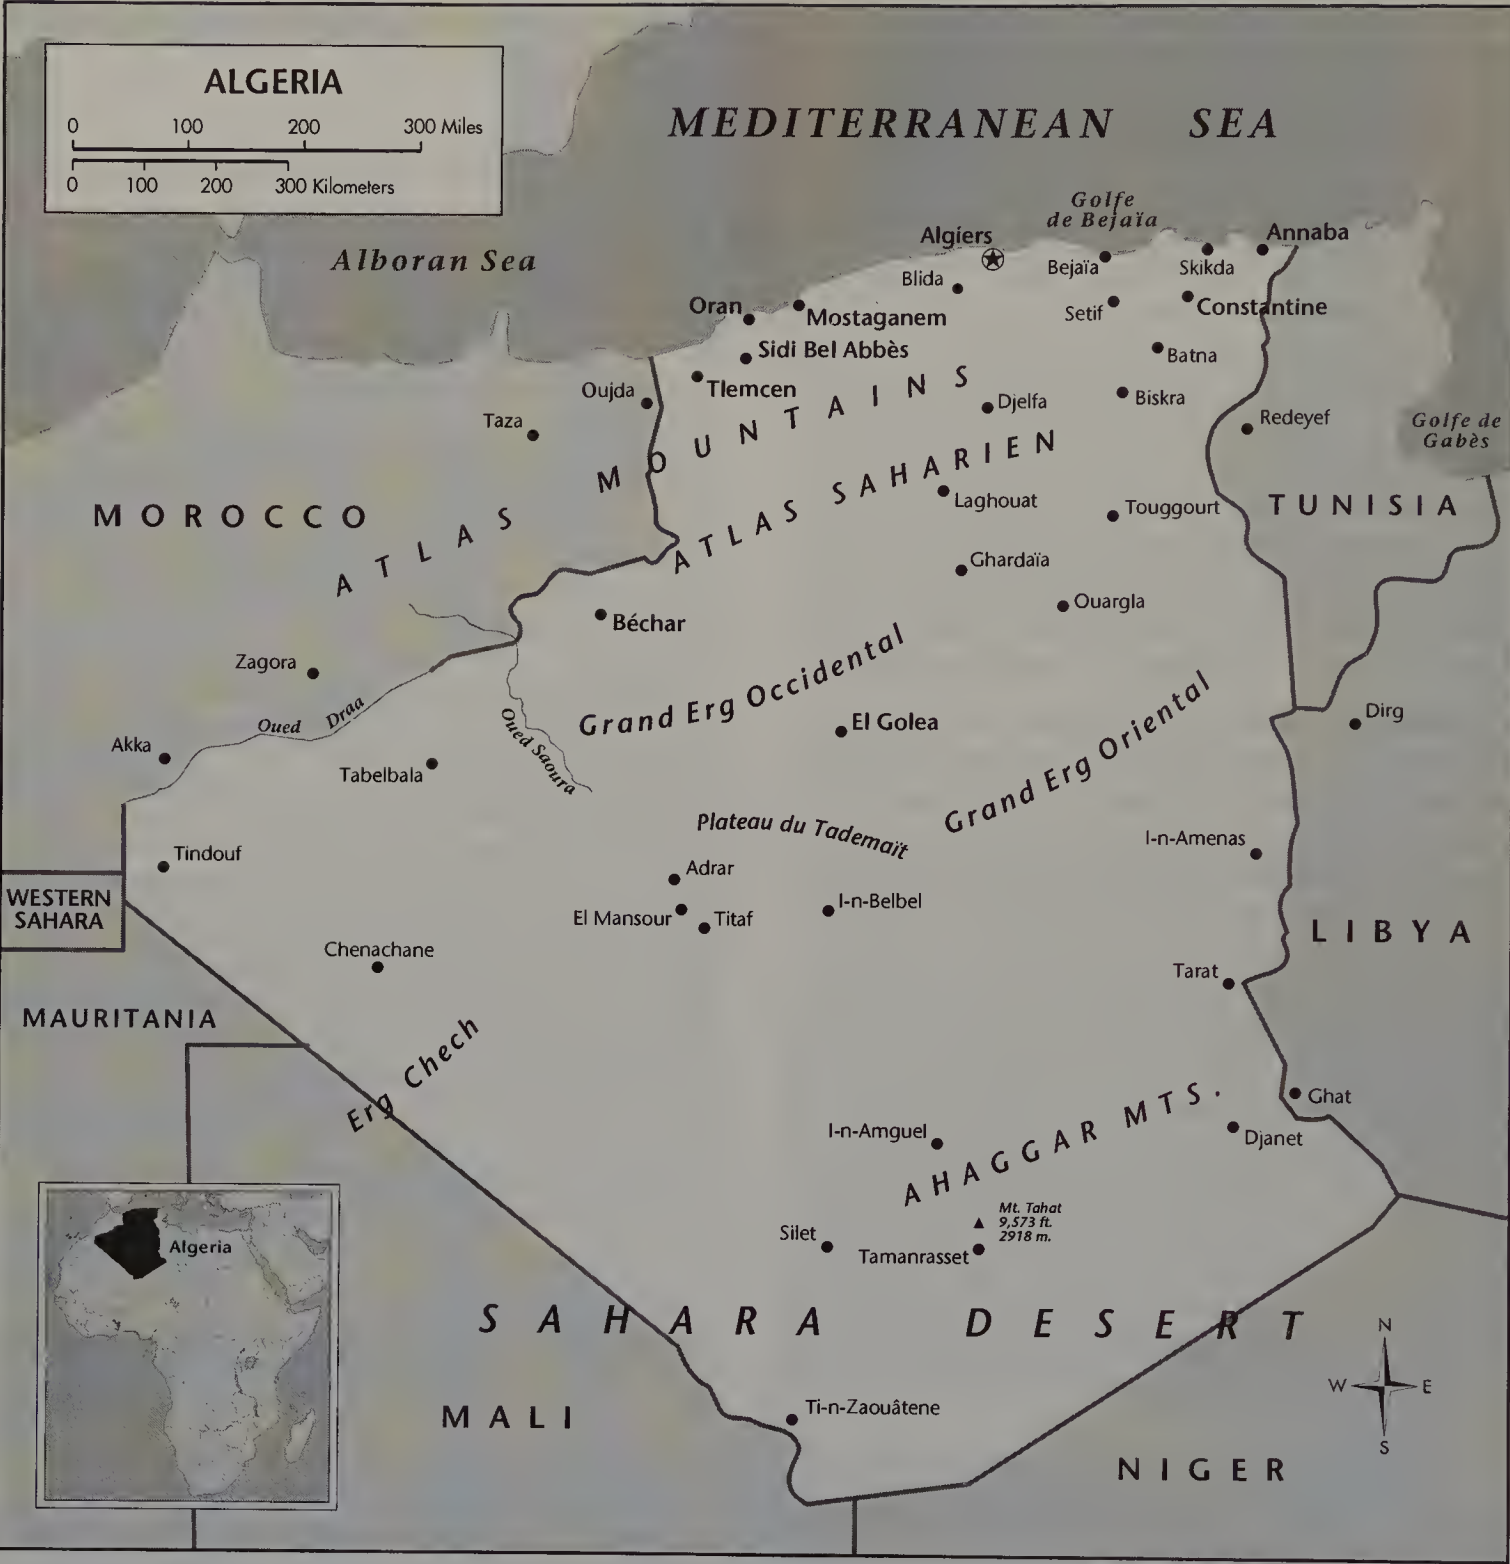 ALGERIA
0 100 200 300 Miles
0 100 200 300 Kilometers
MEDITERRANEAN SEA
Alboran Sea
Golfe
de Bejaïa
Algiers
Annaba
Blida
Bejaïa
Skikda
Oran
Mostaganem
Setif
Constantine
Sidi Bel Abbès
Batna
Oujda
Tlemcen
Djelfa
Biskra
Taza
Redeyef
Golfe de
Gabès
ATLAS MOUNTAINS
ATLAS SAHARIEN
MOROCCO
Laghouat
Touggourt
TUNISIA
Ghardaïa
Ouargla
Béchar
Zagora
Grand Erg Occidental
Oued Draa
Oued Saoura
El Golea
Grand Erg Oriental
Dirg
Akka
Tabelbala
Plateau du Tademaït
I-n-Amenas
Tindouf
Adrar
WESTERN
SAHARA
El Mansour
Titaf
I-n-Belbel
LIBYA
Chenachane
Tarat
MAURITANIA
Erg Chech
AHAGGAR MTS.
Ghat
I-n-Amguel
Djanet
Mt. Tahat
9,573 ft.
2918 m.
Silet
Tamanrasset
Algeria
SAHARA DESERT
N
W E
S
MALI
Ti-n-Zaouâtene
NIGER